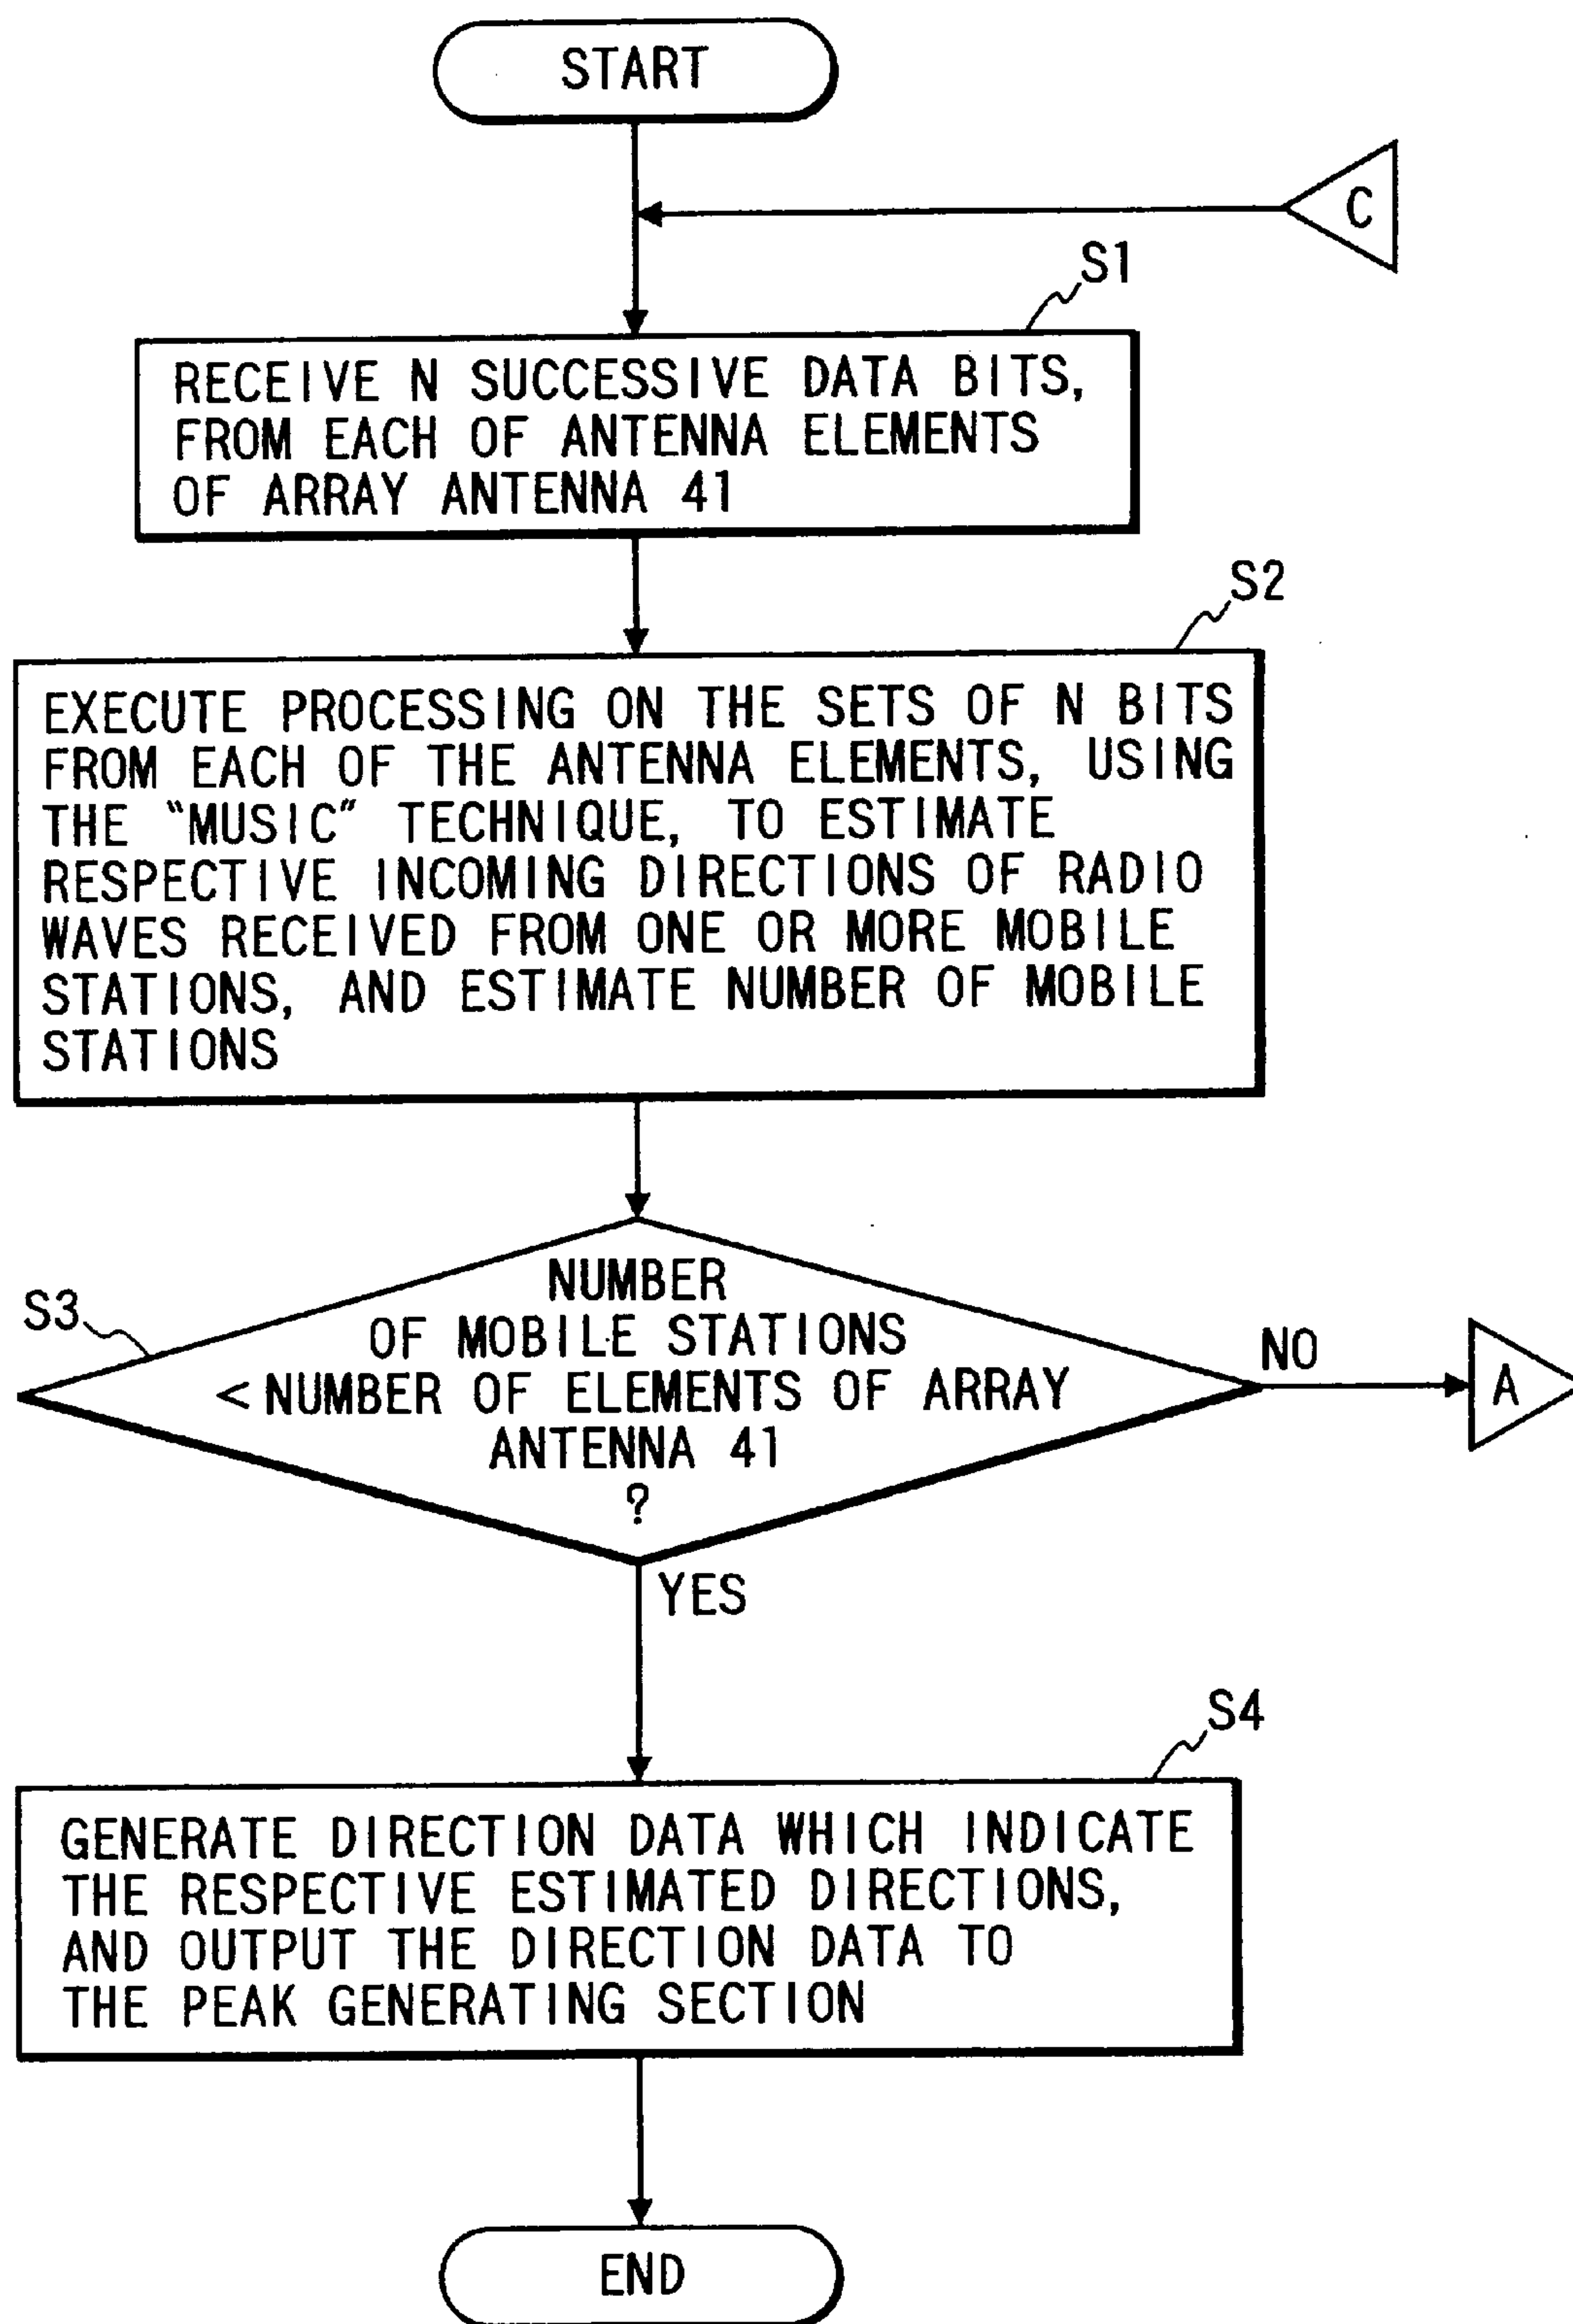 START
C
S1
RECEIVE N SUCCESSIVE DATA BITS,
FROM EACH OF ANTENNA ELEMENTS
OF ARRAY ANTENNA 41
S2
EXECUTE PROCESSING ON THE SETS OF N BITS
FROM EACH OF THE ANTENNA ELEMENTS, USING
THE "MUSIC" TECHNIQUE, TO ESTIMATE
RESPECTIVE INCOMING DIRECTIONS OF RADIO
WAVES RECEIVED FROM ONE OR MORE MOBILE
STATIONS, AND ESTIMATE NUMBER OF MOBILE
STATIONS
S3
NUMBER
OF MOBILE STATIONS
< NUMBER OF ELEMENTS OF ARRAY
ANTENNA 41
?
NO
A
YES
S4
GENERATE DIRECTION DATA WHICH INDICATE
THE RESPECTIVE ESTIMATED DIRECTIONS,
AND OUTPUT THE DIRECTION DATA TO
THE PEAK GENERATING SECTION
END